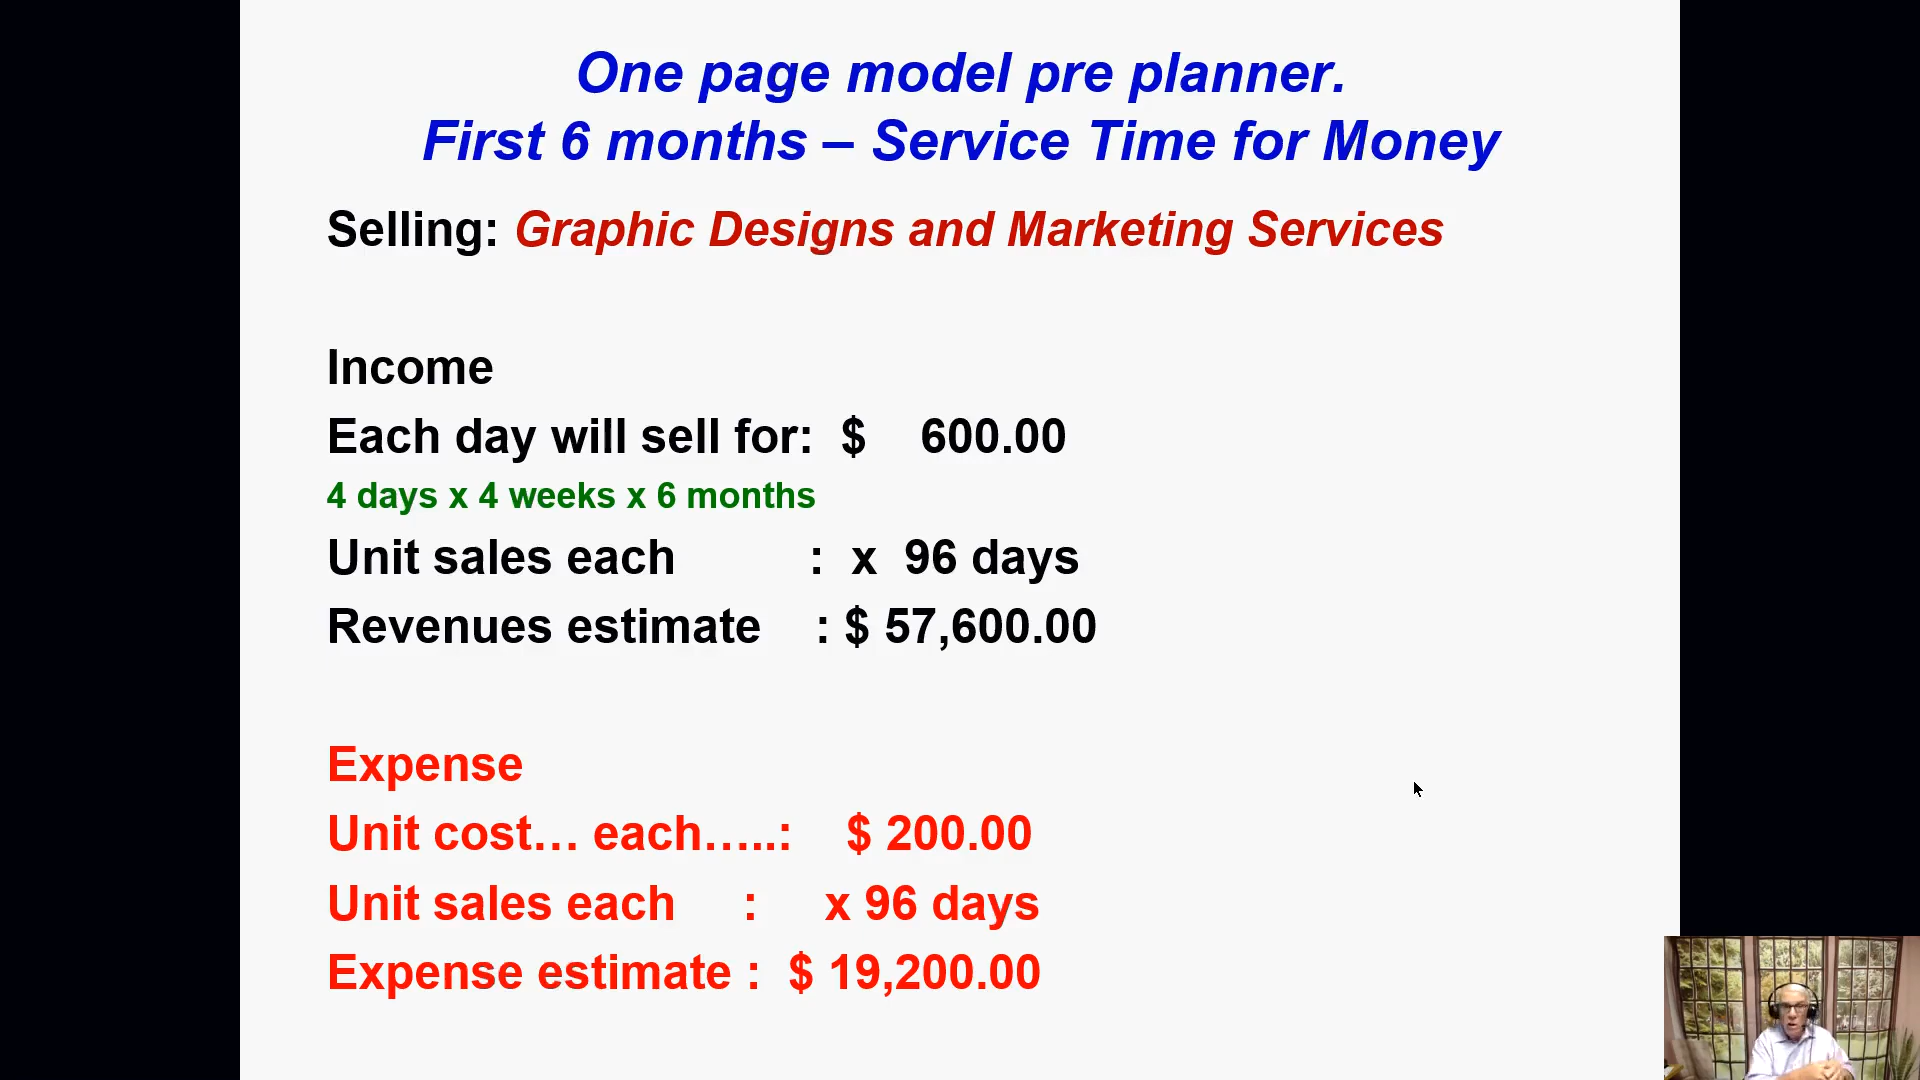 One page model pre planner.
First 6 months – Service Time for Money
Selling: Graphic Designs and Marketing Services
Income
Each day will sell for: $ 600.00
4 days x 4 weeks x 6 months
Unit sales each : x 96 days
Revenues estimate : $ 57,600.00
Expense
Unit cost… each…..: $ 200.00
Unit sales each : x 96 days
Expense estimate : $ 19,200.00